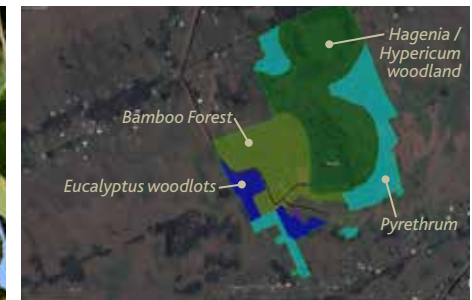 Hagenia /
Hypericum
woodland
Bamboo Forest
Eucalyptus woodlots
Pyrethrum